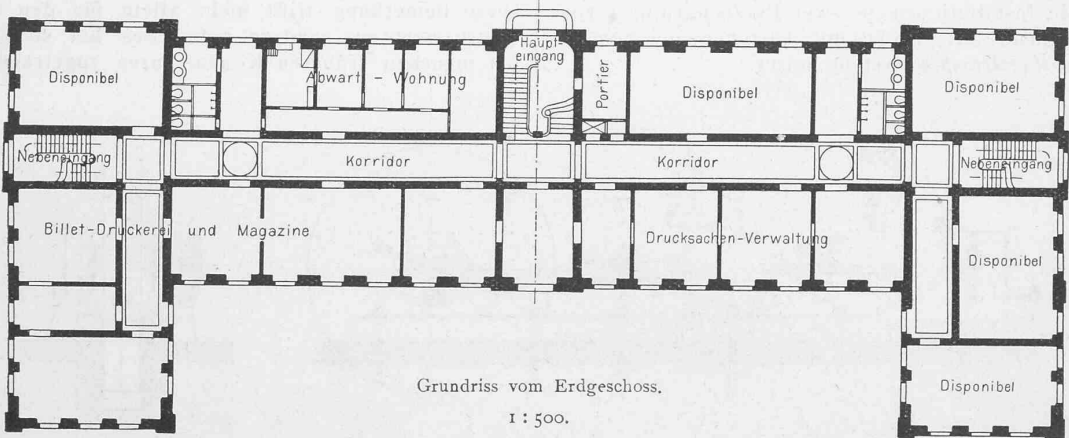 Disponibel
Abwart - Wohnung
Haupt-
eingang
Portier
Disponibel
Disponibel
Nebeneingang
Korridor
Korridor
Nebeneingang
Billet-Druckerei und Magazine
Drucksachen-Verwaltung
Disponibel
Disponibel
Grundriss vom Erdgeschoss.
1 : 500.